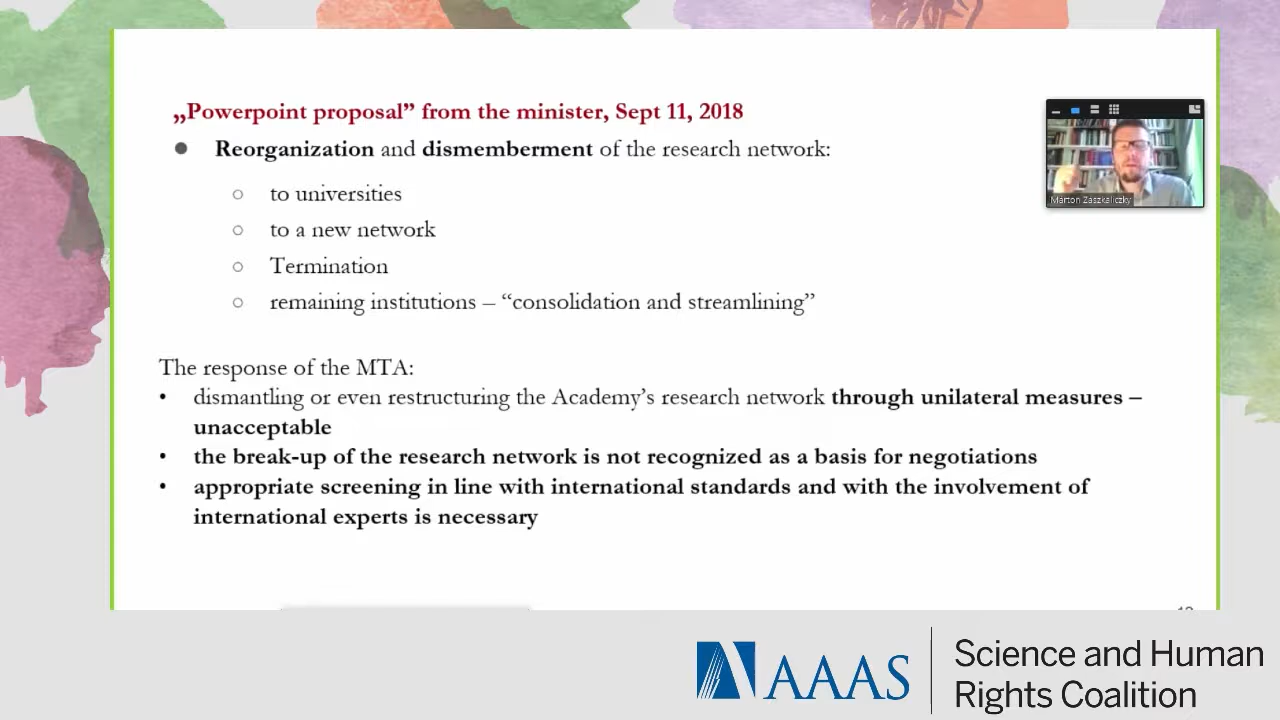 „Powerpoint proposal” from the minister, Sept 11, 2018
Reorganization and dismemberment of the research network:
to universities
to a new network
Termination
remaining institutions – “consolidation and streamlining”
Marton Zaszkaliczky
The response of the MTA:
• dismantling or even restructuring the Academy’s research network through unilateral measures –
unacceptable
• the break-up of the research network is not recognized as a basis for negotiations
• appropriate screening in line with international standards and with the involvement of
international experts is necessary
AAAS
Science and Human
Rights Coalition